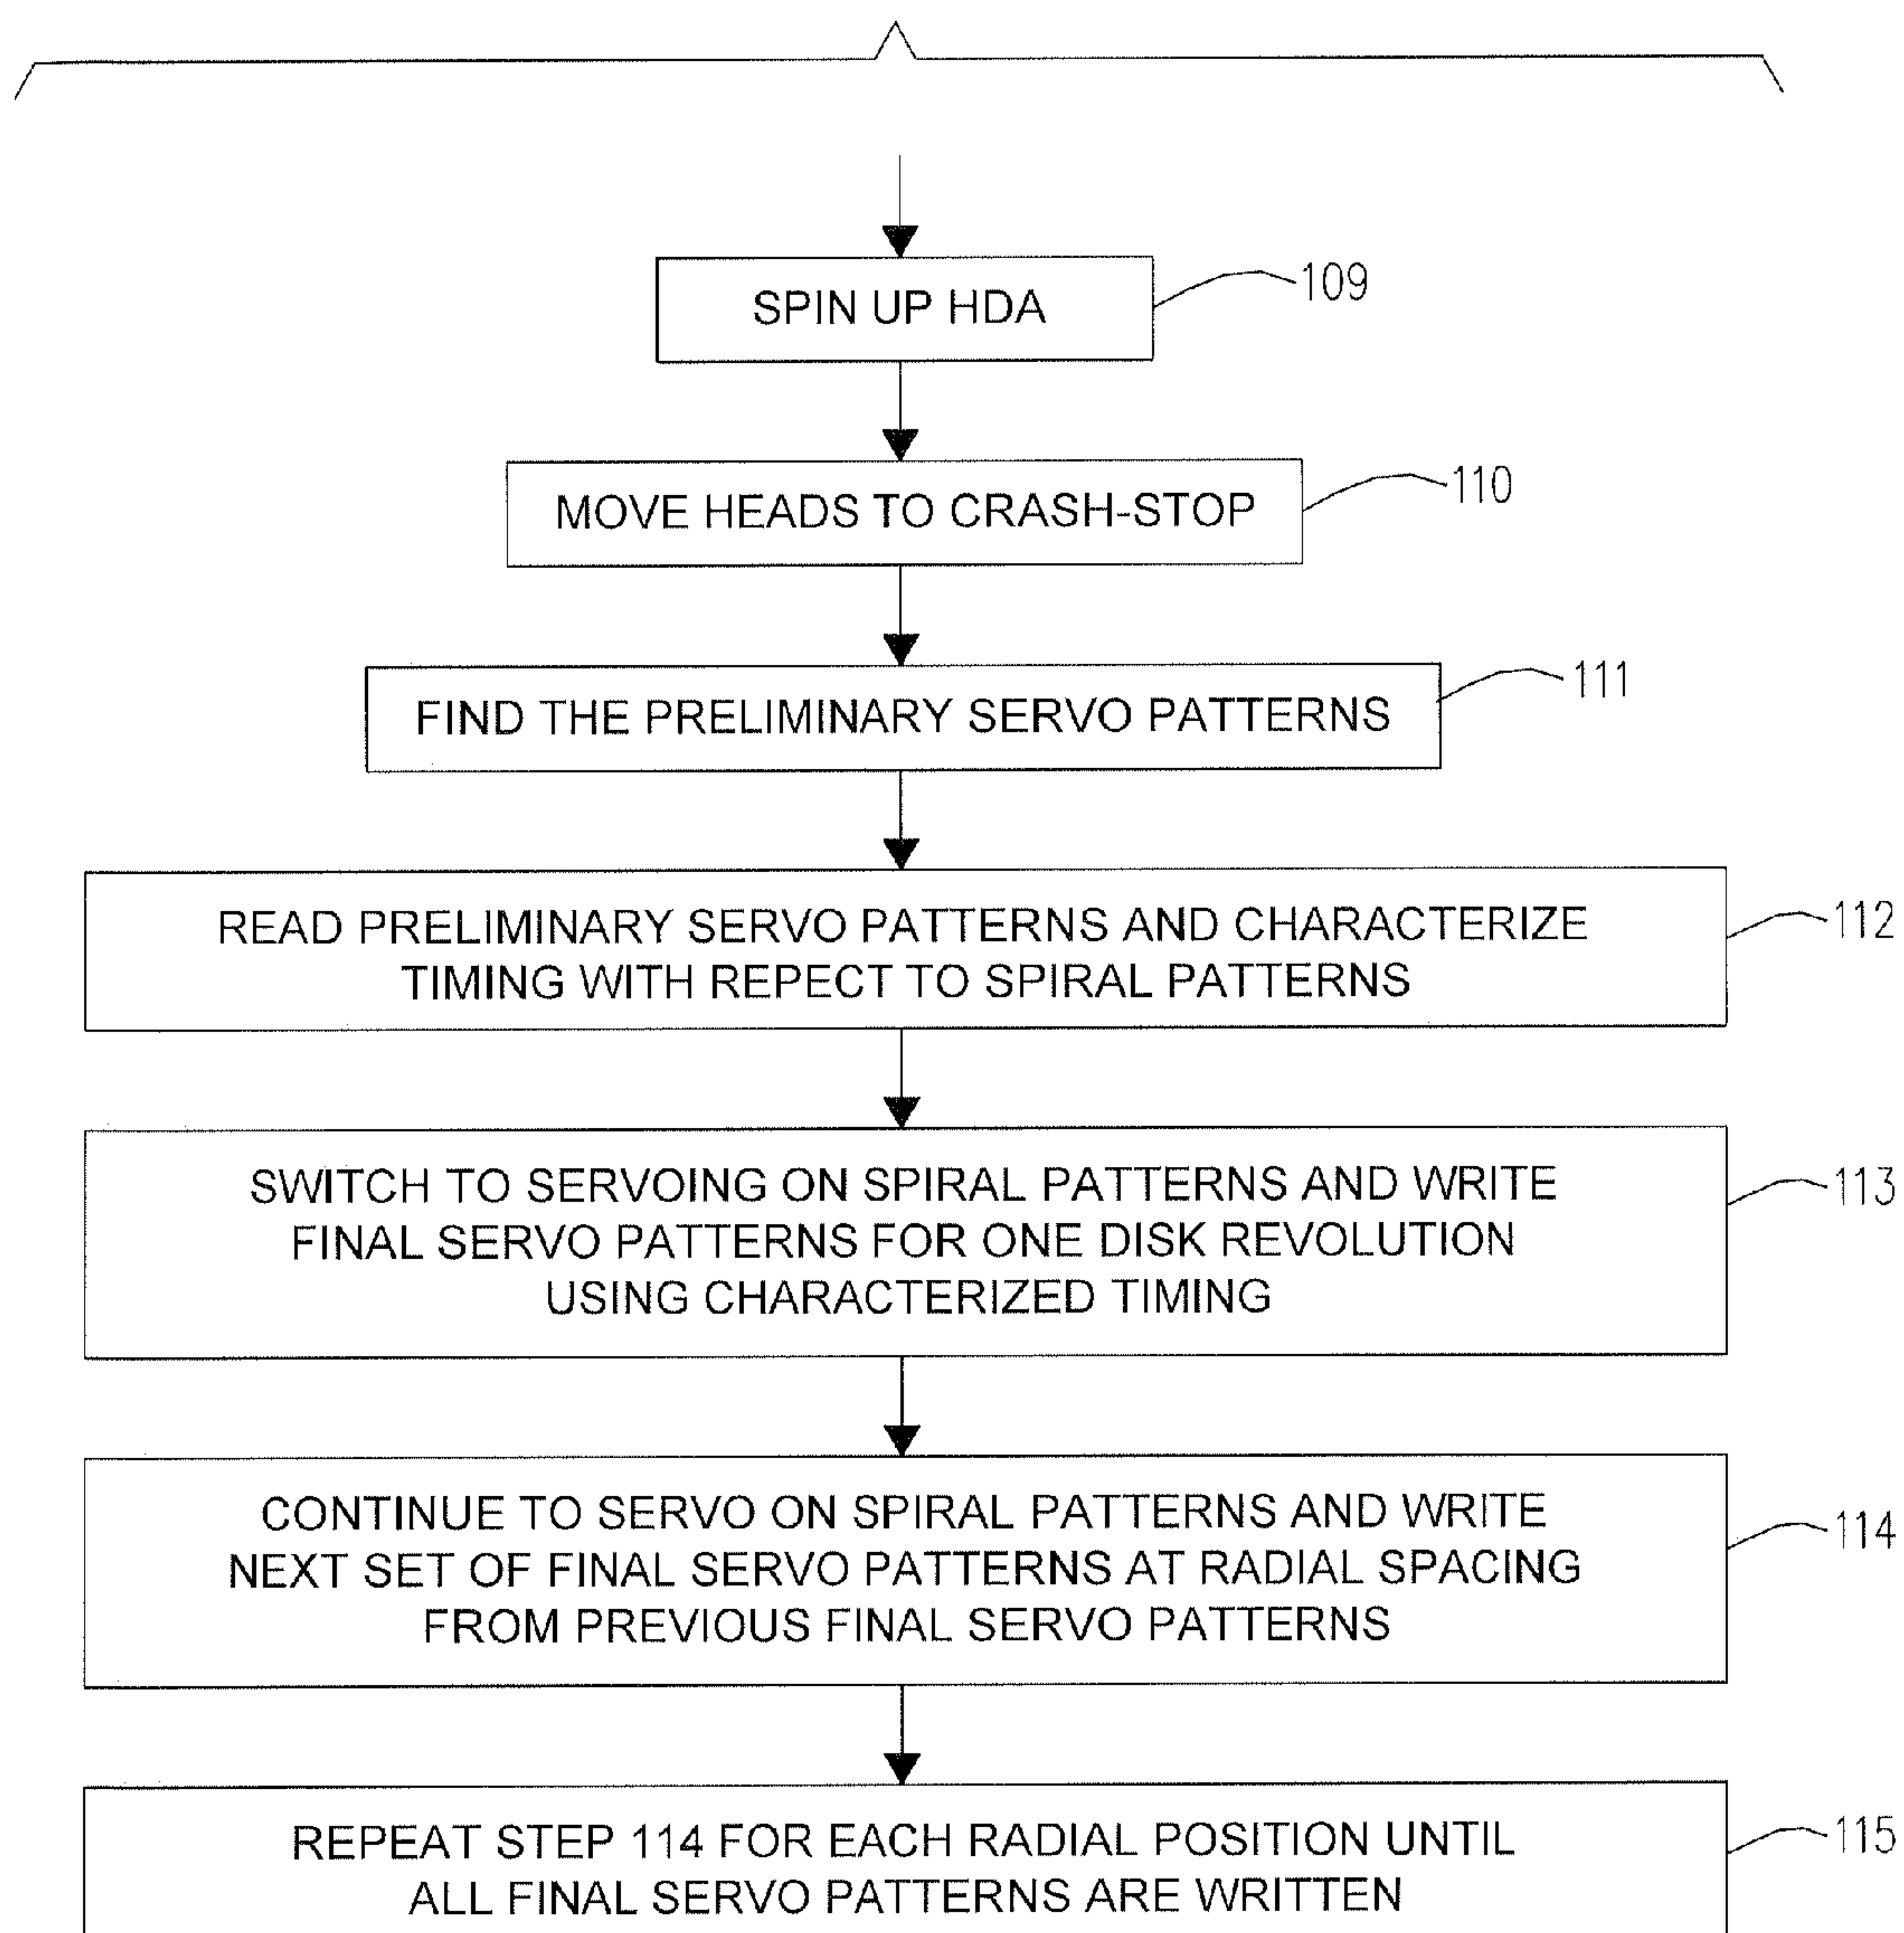 SPIN UP HDA
109
MOVE HEADS TO CRASH-STOP
110
FIND THE PRELIMINARY SERVO PATTERNS
111
READ PRELIMINARY SERVO PATTERNS AND CHARACTERIZE
TIMING WITH REPECT TO SPIRAL PATTERNS
112
SWITCH TO SERVOING ON SPIRAL PATTERNS AND WRITE
FINAL SERVO PATTERNS FOR ONE DISK REVOLUTION
USING CHARACTERIZED TIMING
113
CONTINUE TO SERVO ON SPIRAL PATTERNS AND WRITE
NEXT SET OF FINAL SERVO PATTERNS AT RADIAL SPACING
FROM PREVIOUS FINAL SERVO PATTERNS
114
REPEAT STEP 114 FOR EACH RADIAL POSITION UNTIL
ALL FINAL SERVO PATTERNS ARE WRITTEN
115